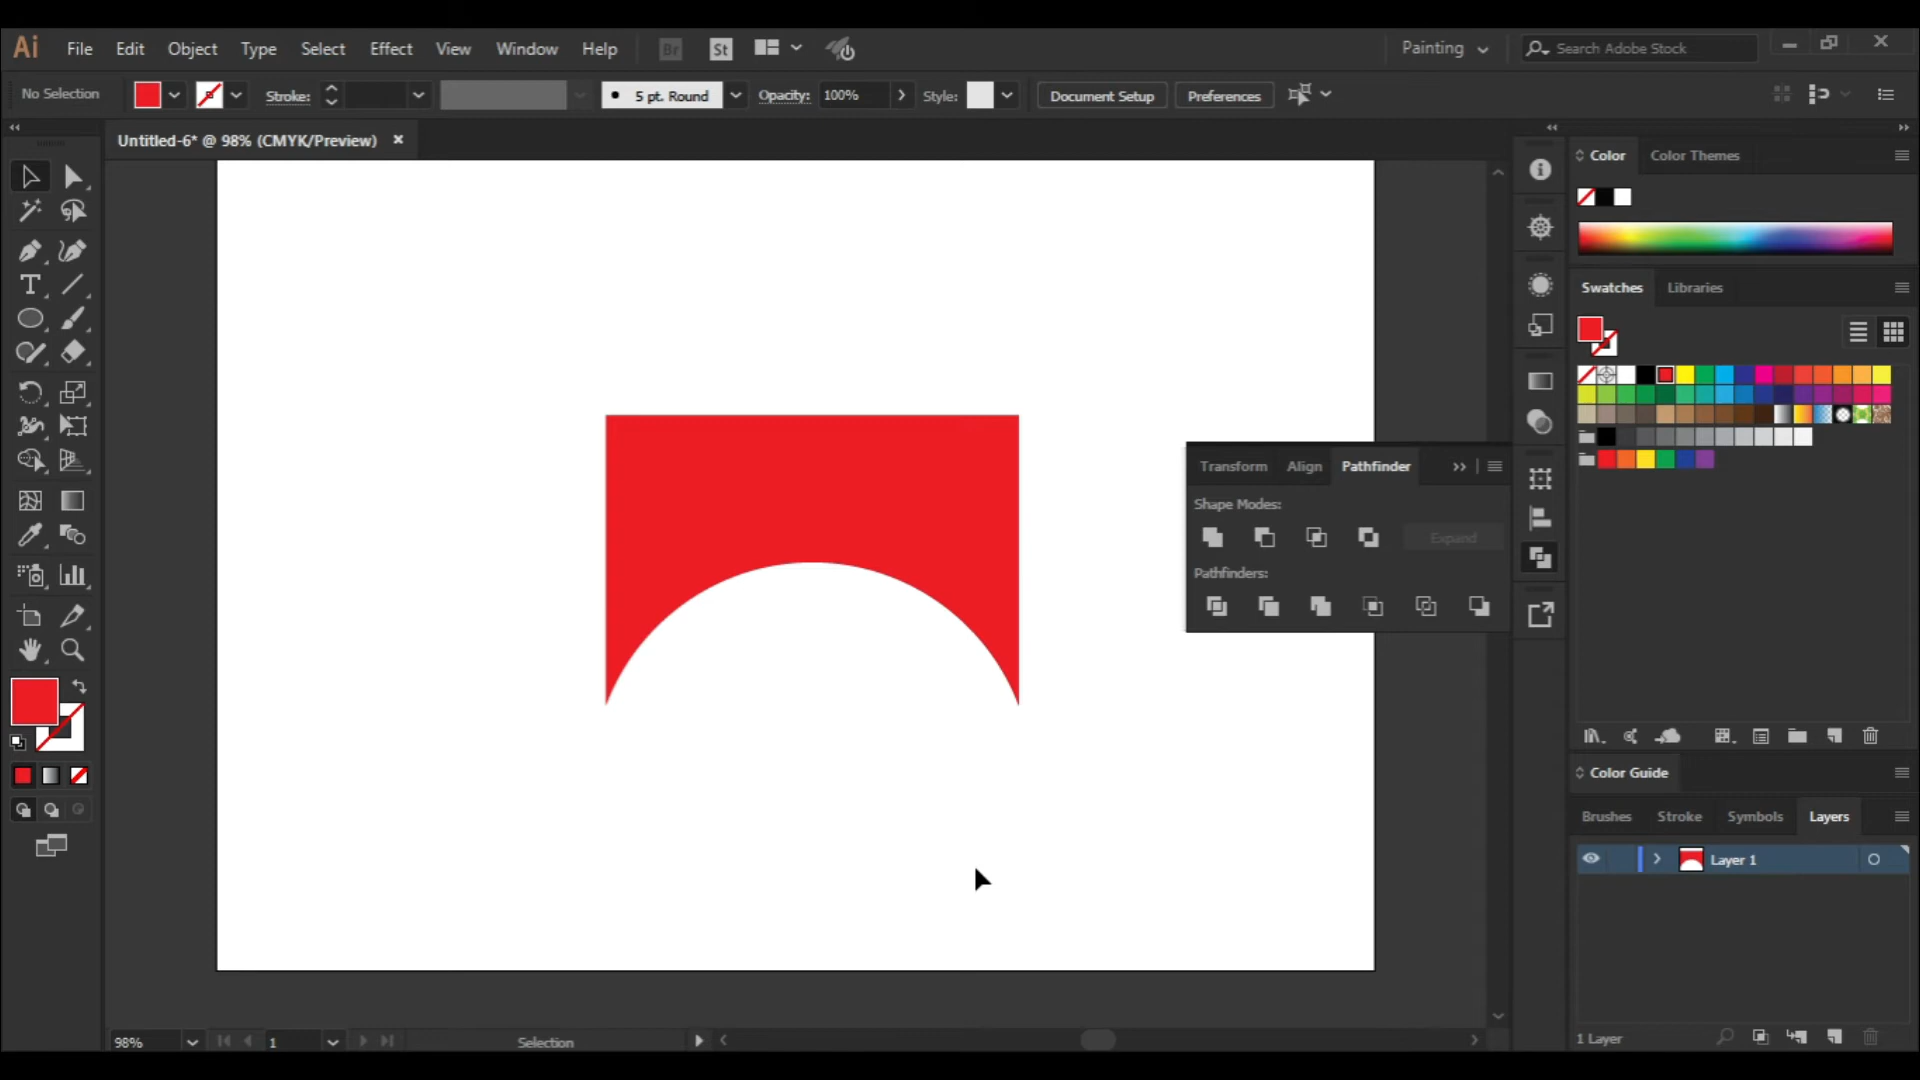 Ai File Edit Object Type Select Effect View Window Help Br St Painting Search Adobe Stock
No Selection Stroke: 5 pt. Round Opacity: 100% Style: Document Setup Preferences
Untitled-6* @ 98% (CMYK/Preview)
Color Color Themes
Swatches Libraries
Transform Align Pathfinder
Shape Modes:
Expand
Pathfinders:
Color Guide
Brushes Stroke Symbols Layers
Layer 1
98% 1 Selection
1 Layer